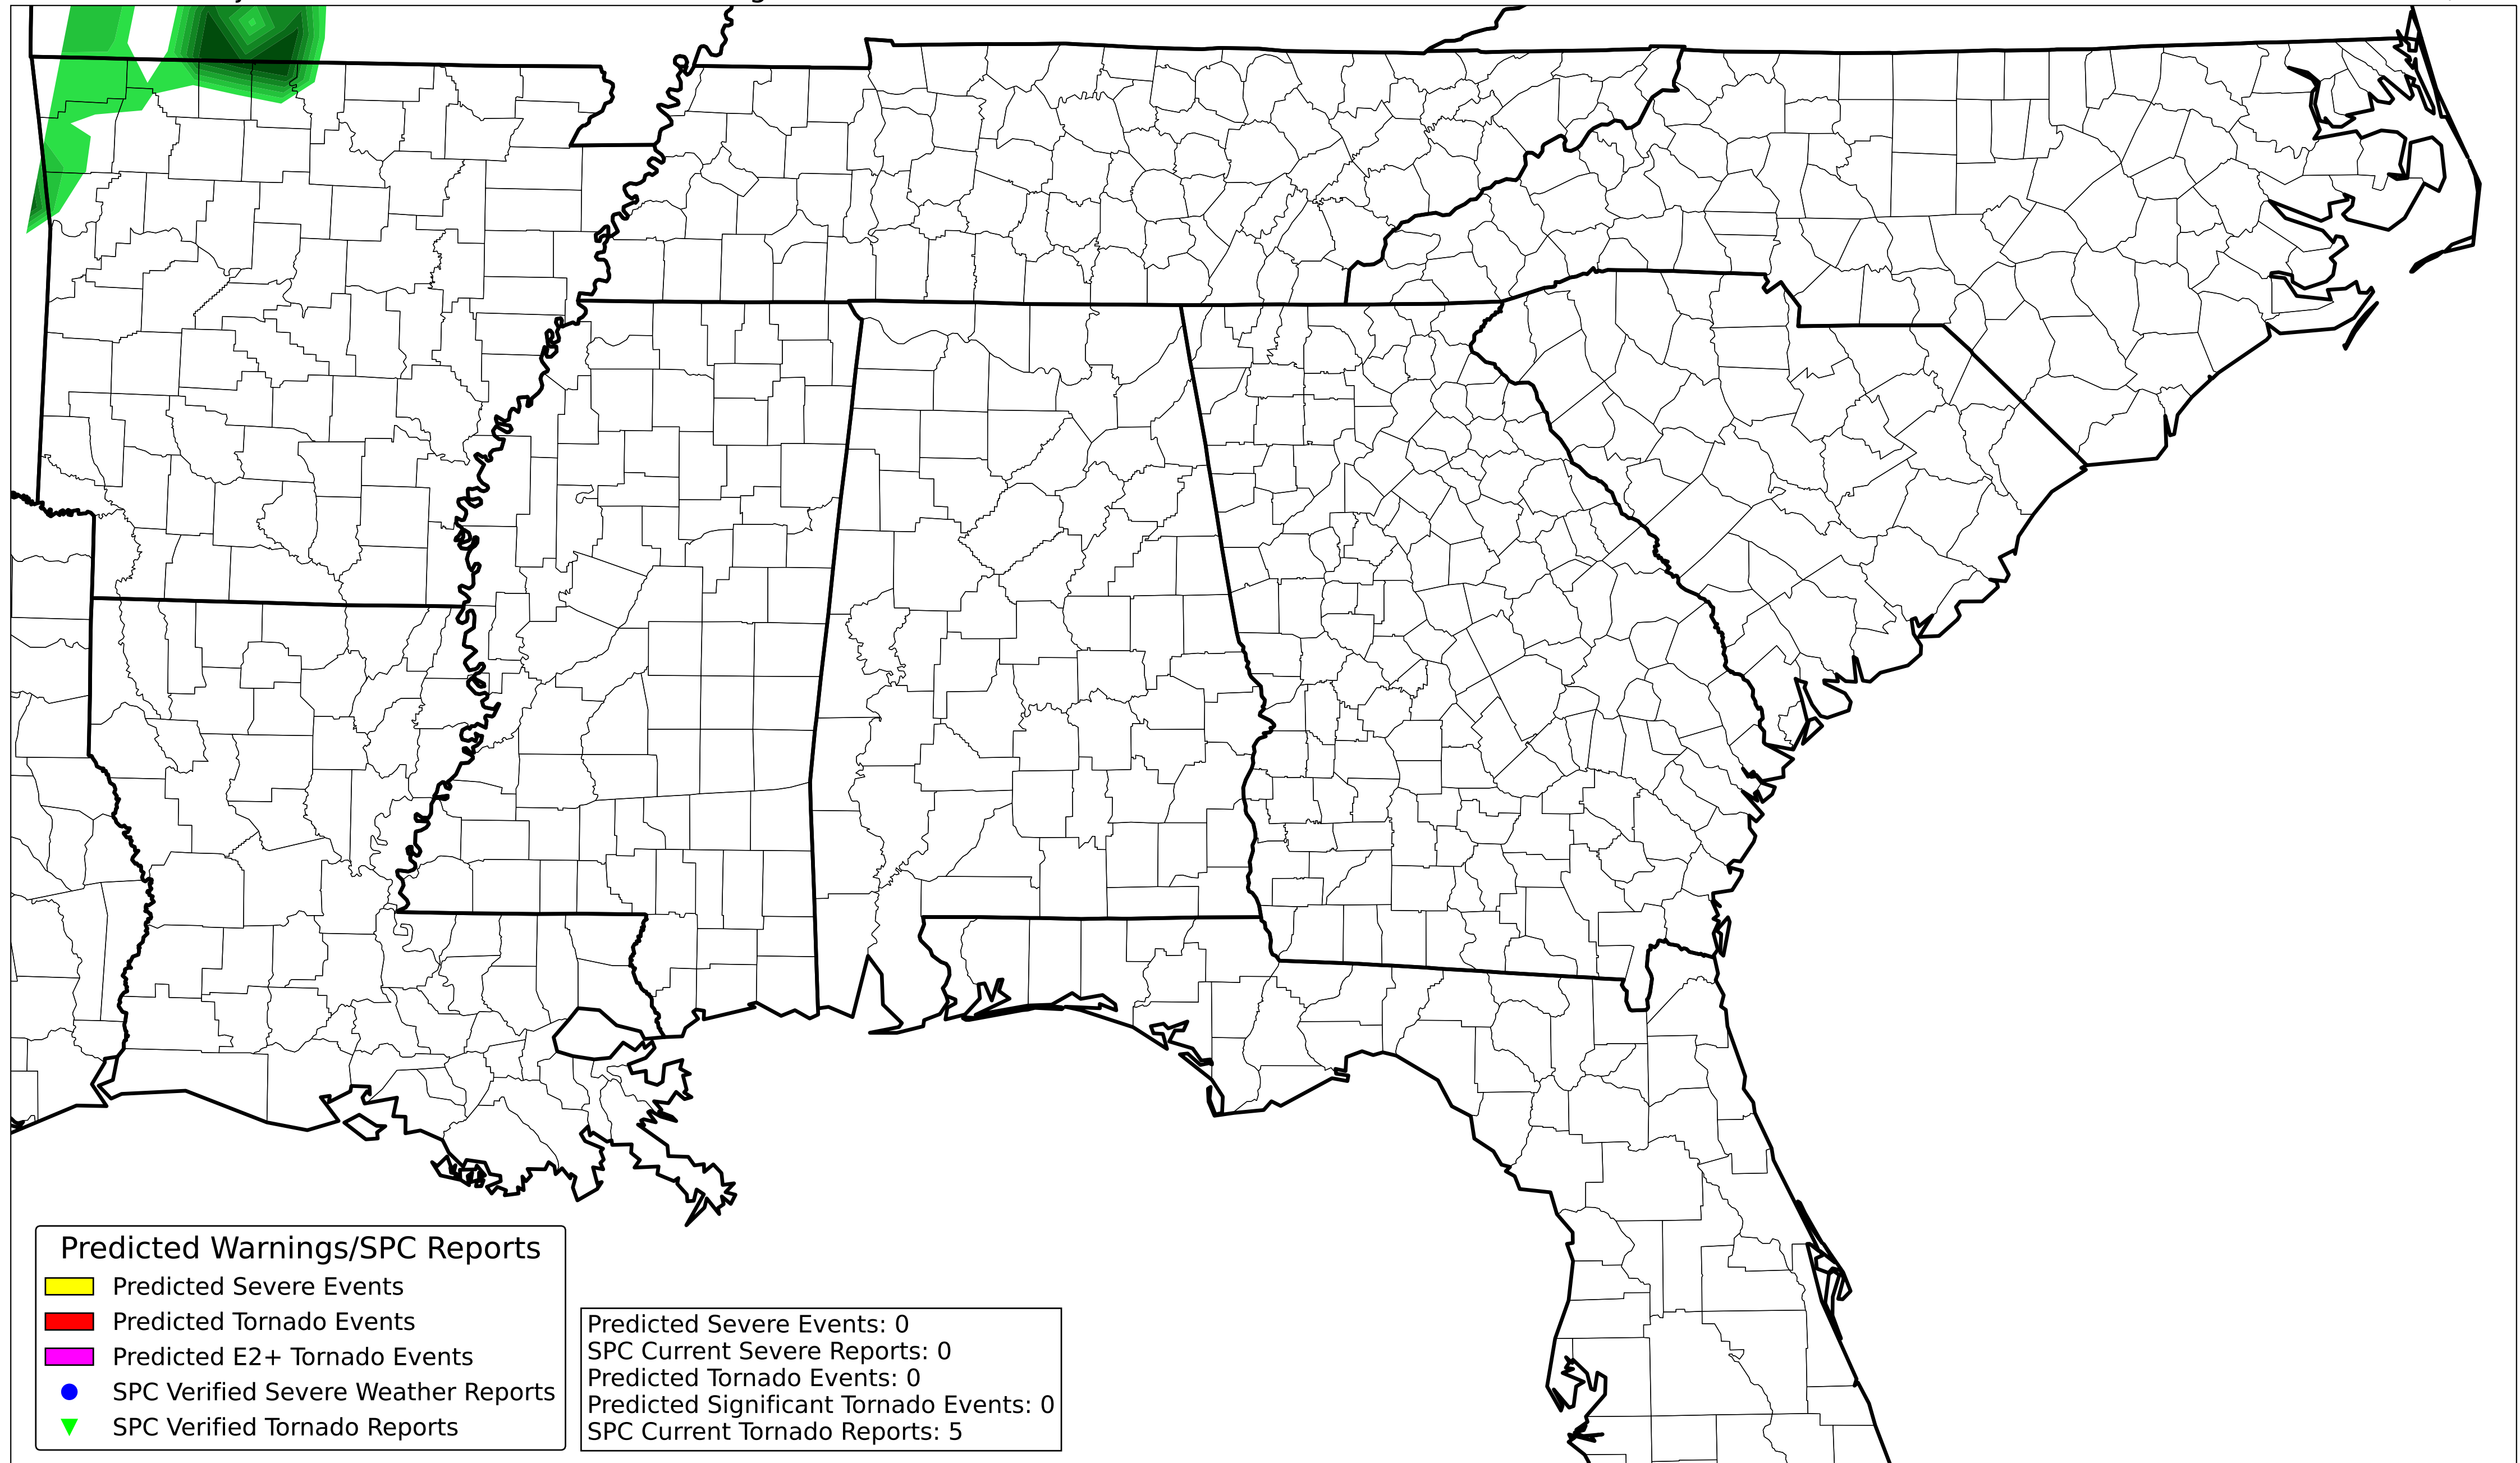 Predicted Warnings/SPC Reports
Predicted Severe Events
Predicted Tornado Events
Predicted E2+ Tornado Events
SPC Verified Severe Weather Reports
SPC Verified Tornado Reports
Predicted Severe Events: 0
SPC Current Severe Reports: 0
Predicted Tornado Events: 0
Predicted Significant Tornado Events: 0
SPC Current Tornado Reports: 5